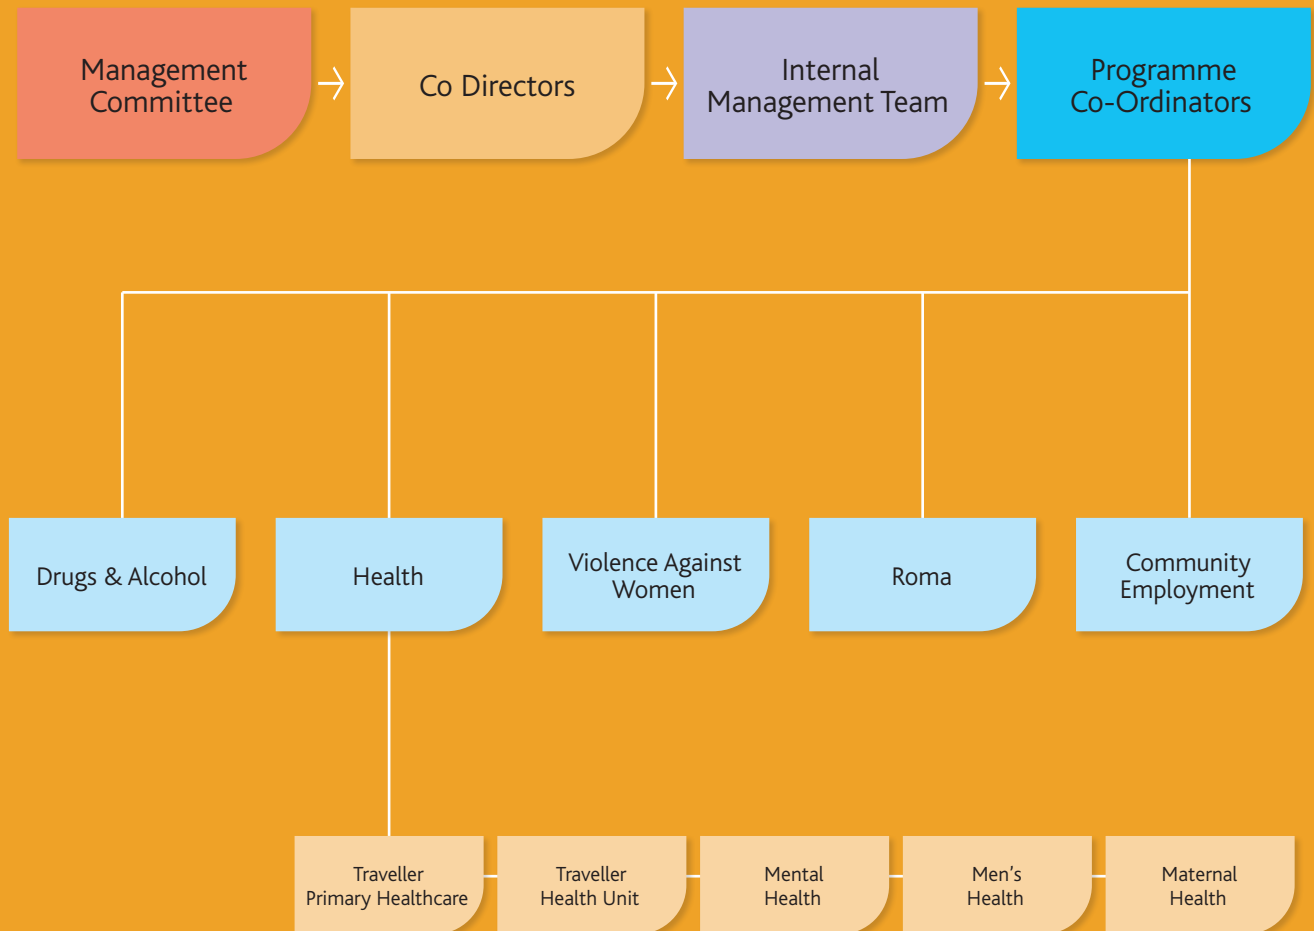 Management
Committee
Co Directors
Internal
Management Team
Programme
Co-Ordinators
Drugs & Alcohol
Health
Violence Against
Women
Roma
Community
Employment
Traveller
Primary Healthcare
Traveller
Health Unit
Mental
Health
Men's
Health
Maternal
Health